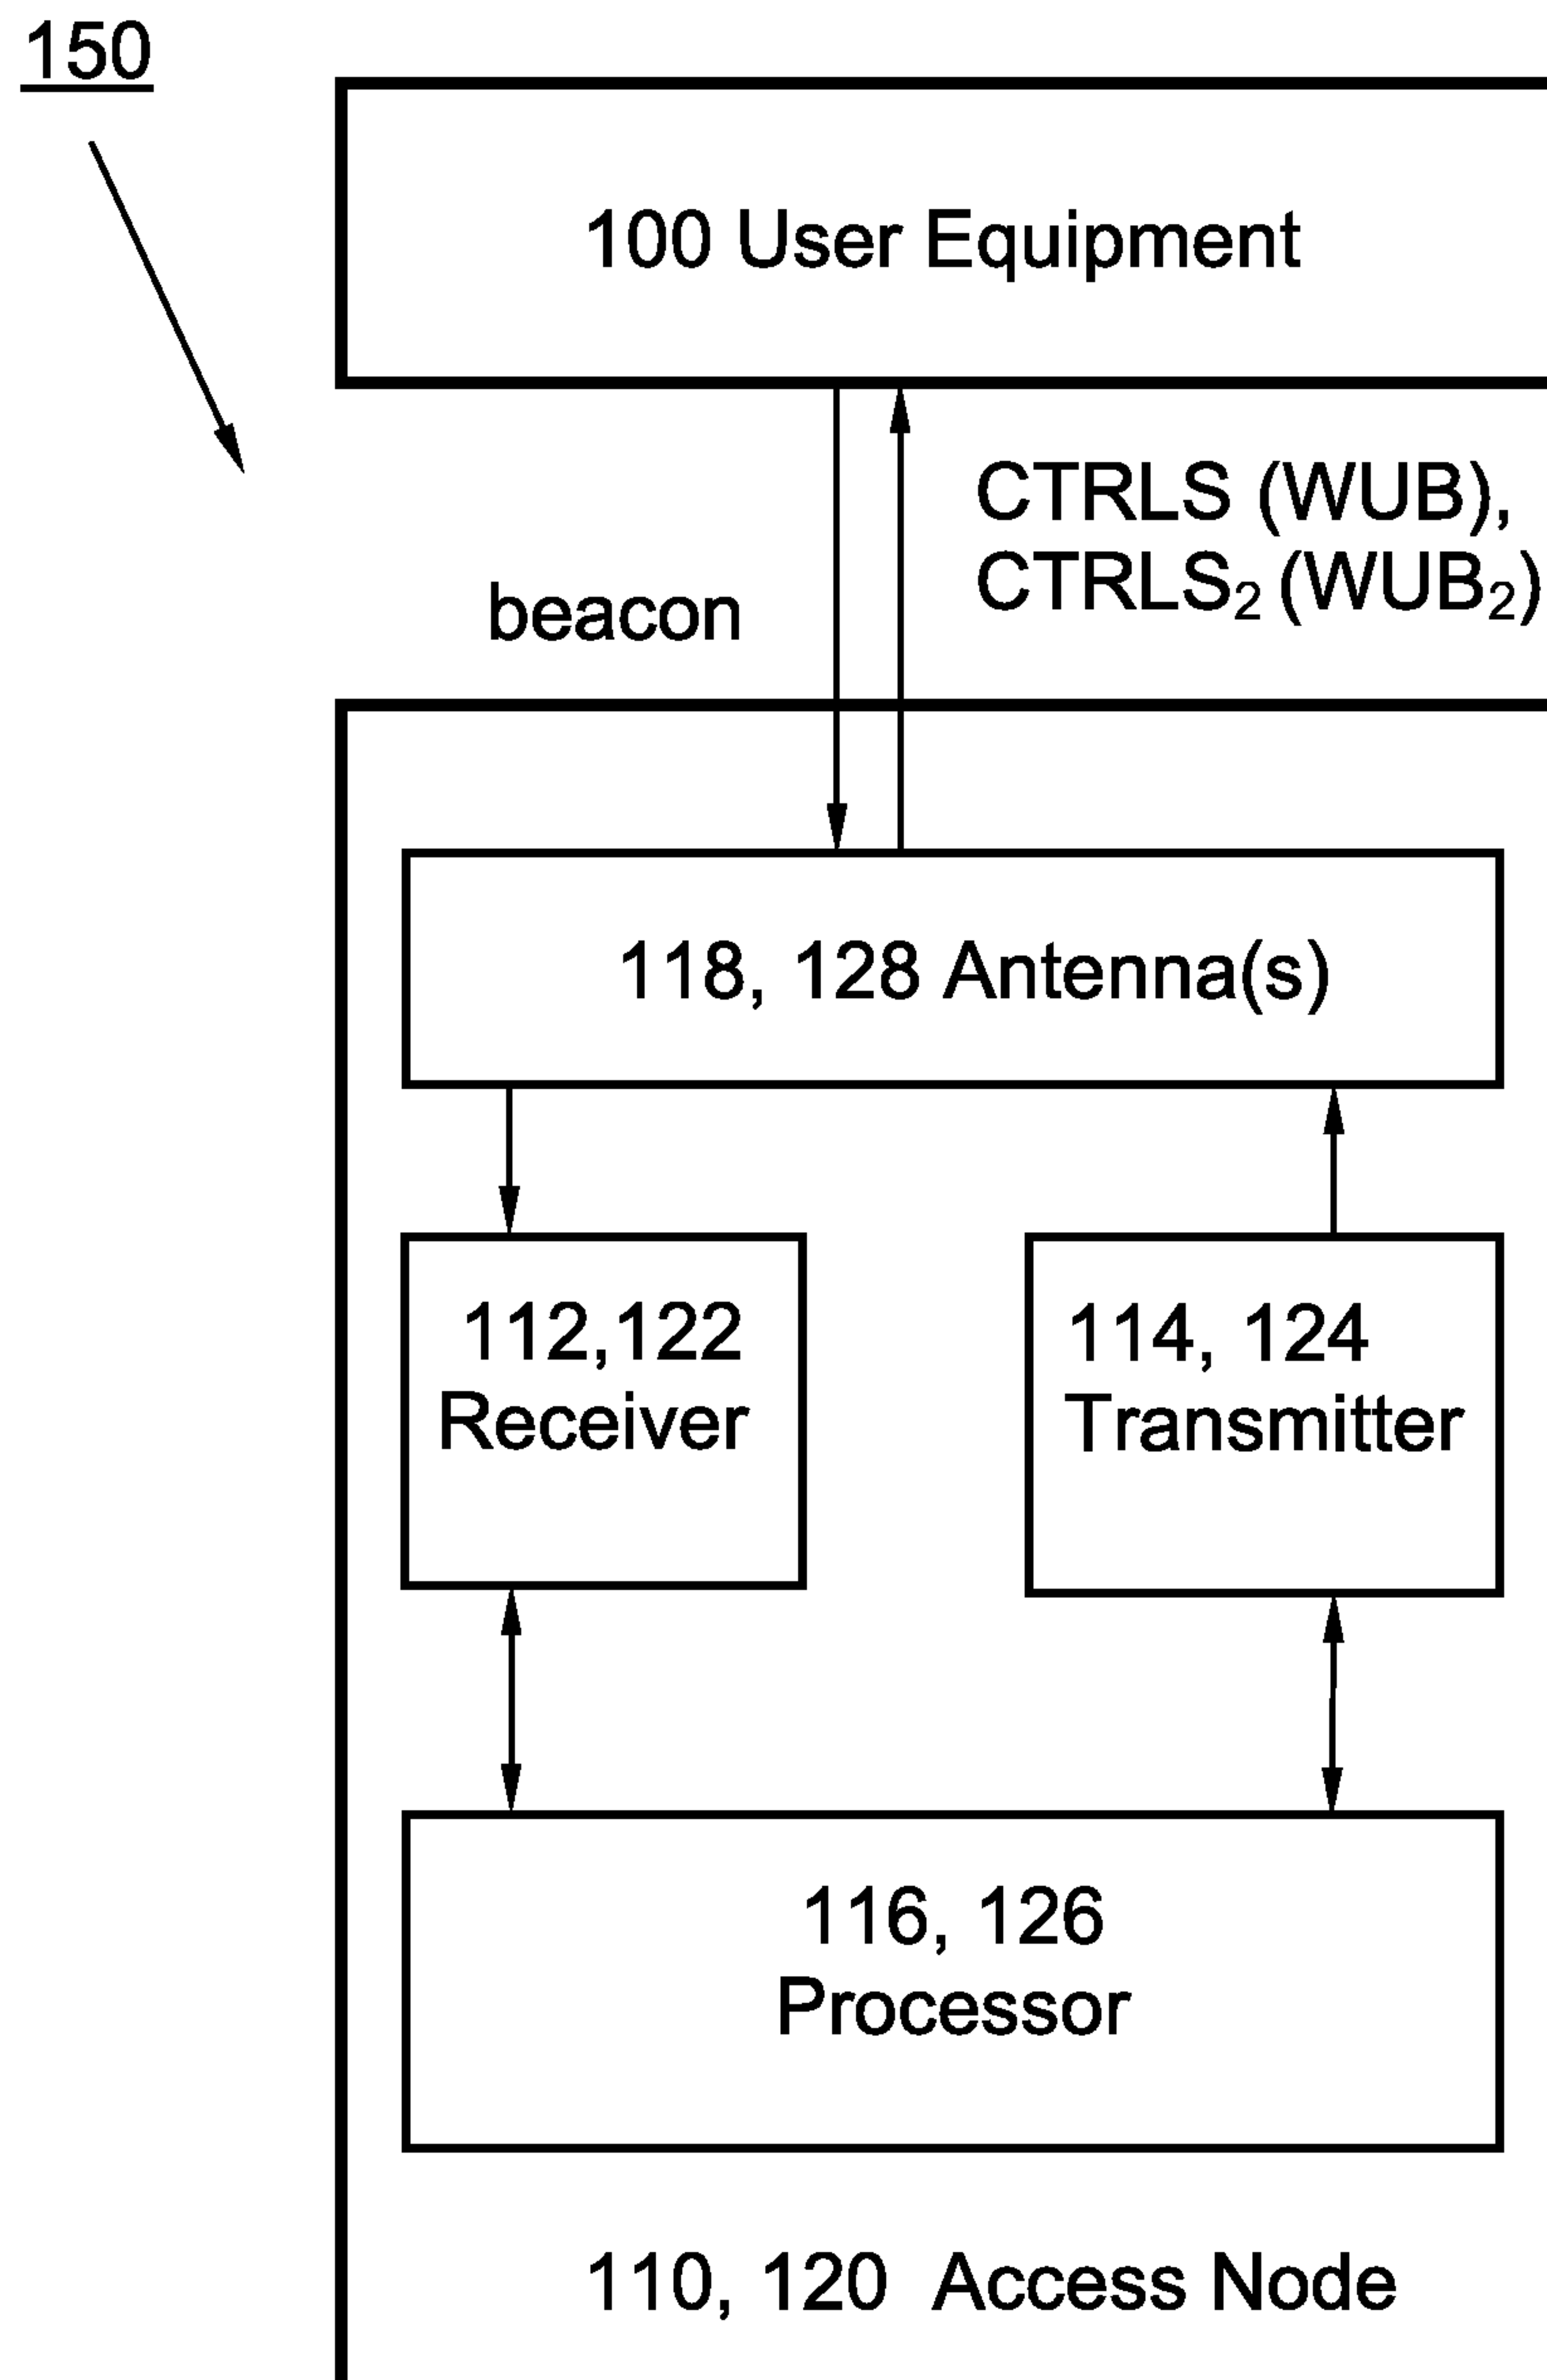 150
100 User Equipment
CTRLS (WUB),
CTRLS₂ (WUB₂)
beacon
118, 128 Antenna(s)
112,122
Receiver
114, 124
Transmitter
116, 126
Processor
110, 120 Access Node